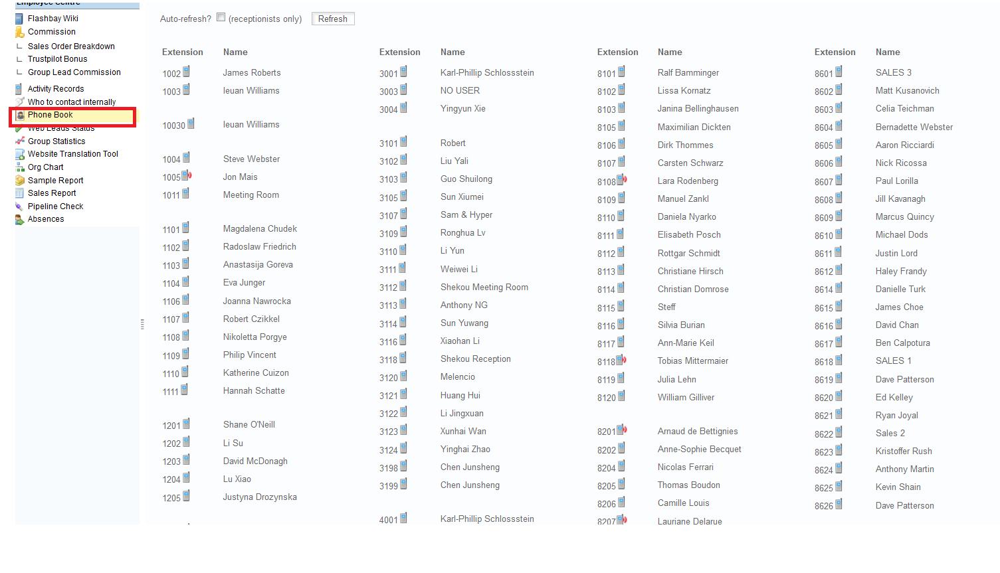 Employee Centre
Flashbay Wiki
Commission
Sales Order Breakdown
Trustpilot Bonus
Group Lead Commission
Activity Records
Who to contact internally
Phone Book
Web Leads Status
Group Statistics
Website Translation Tool
Org Chart
Sample Report
Sales Report
Pipeline Check
Absences
Auto-refresh? (receptionists only) Refresh
Extension Name
1002 James Roberts
1003 Ieuan Williams
10030 Ieuan Williams
1004 Steve Webster
1005 Jon Mais
1011 Meeting Room
1101 Magdalena Chudek
1102 Radoslaw Friedrich
1103 Anastasija Goreva
1104 Eva Junger
1106 Joanna Nawrocka
1107 Robert Czikkel
1108 Nikoletta Porgye
1109 Philip Vincent
1110 Katherine Cuizon
1111 Hannah Schatte
1201 Shane O'Neill
1202 Li Su
1203 David McDonagh
1204 Lu Xiao
1205 Justyna Drozynska
Extension Name
3001 Karl-Phillip Schlossstein
3003 NO USER
3004 Yingyun Xie
3101 Robert
3102 Liu Yali
3103 Guo Shuilong
3105 Sun Xiumei
3107 Sam & Hyper
3109 Ronghua Lv
3110 Li Yun
3111 Weiwei Li
3112 Shekou Meeting Room
3113 Anthony NG
3114 Sun Yuwang
3116 Xiaohan Li
3118 Shekou Reception
3120 Melencio
3121 Huang Hui
3122 Li Jingxuan
3123 Xunhai Wan
3124 Yinghai Zhao
3198 Chen Junsheng
3199 Chen Junsheng
4001 Karl-Phillip Schlossstein
Extension Name
8101 Ralf Bamminger
8102 Lissa Kornatz
8103 Janina Bellinghausen
8105 Maximilian Dickten
8106 Dirk Thommes
8107 Carsten Schwarz
8108 Lara Rodenberg
8109 Manuel Zankl
8110 Daniela Nyarko
8111 Elisabeth Posch
8112 Rottgar Schmidt
8113 Christiane Hirsch
8114 Christian Domrose
8115 Steff
8116 Silvia Burian
8117 Ann-Marie Keil
8118 Tobias Mittermaier
8119 Julia Lehn
8120 William Gilliver
8201 Arnaud de Bettignies
8202 Anne-Sophie Becquet
8204 Nicolas Ferrari
8205 Thomas Boudon
8206 Camille Louis
8207 Lauriane Delarue
Extension Name
8601 SALES 3
8602 Matt Kusanovich
8603 Celia Teichman
8604 Bernadette Webster
8605 Aaron Ricciardi
8606 Nick Ricossa
8607 Paul Lorilla
8608 Jill Kavanagh
8609 Marcus Quincy
8610 Michael Dods
8611 Justin Lord
8612 Haley Frandy
8614 Danielle Turk
8615 James Choe
8616 David Chan
8617 Ben Calpotura
8618 SALES 1
8619 Dave Patterson
8620 Ed Kelley
8621 Ryan Joyal
8622 Sales 2
8623 Kristoffer Rush
8624 Anthony Martin
8625 Kevin Shain
8626 Dave Patterson